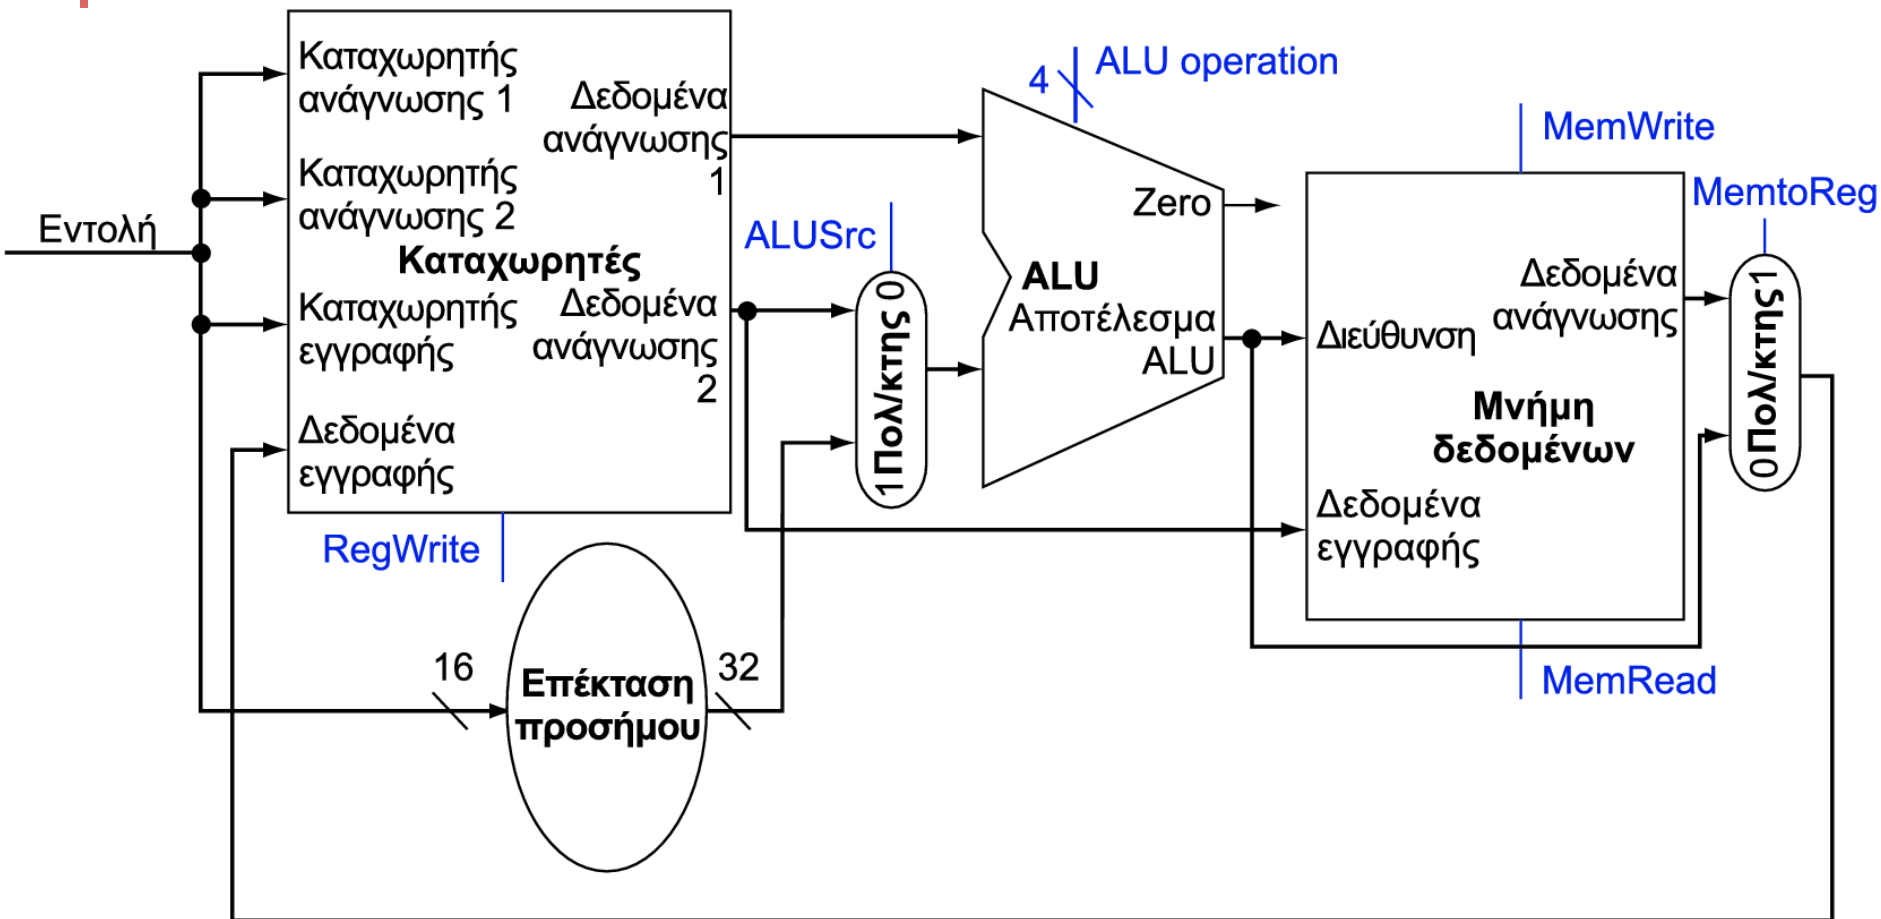 Εντολή
Καταχωρητής
ανάγνωσης 1
Καταχωρητής
ανάγνωσης 2
Καταχωρητές
Καταχωρητής
εγγραφής
Δεδομένα
εγγραφής
Δεδομένα
ανάγνωσης
1
Δεδομένα
ανάγνωσης
2
RegWrite
16
Επέκταση
προσήμου
32
ALUSrc
0
Πολ/κτης
1
4
ALU operation
Zero
ALU
Αποτέλεσμα
ALU
MemWrite
Διεύθυνση
Δεδομένα
ανάγνωσης
Μνήμη
δεδομένων
Δεδομένα
εγγραφής
MemRead
MemtoReg
1
Πολ/κτης
0